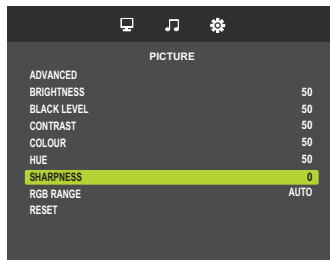 PICTURE
ADVANCED
BRIGHTNESS 50
BLACK LEVEL 50
CONTRAST 50
COLOUR 50
HUE 50
SHARPNESS 0
RGB RANGE AUTO
RESET